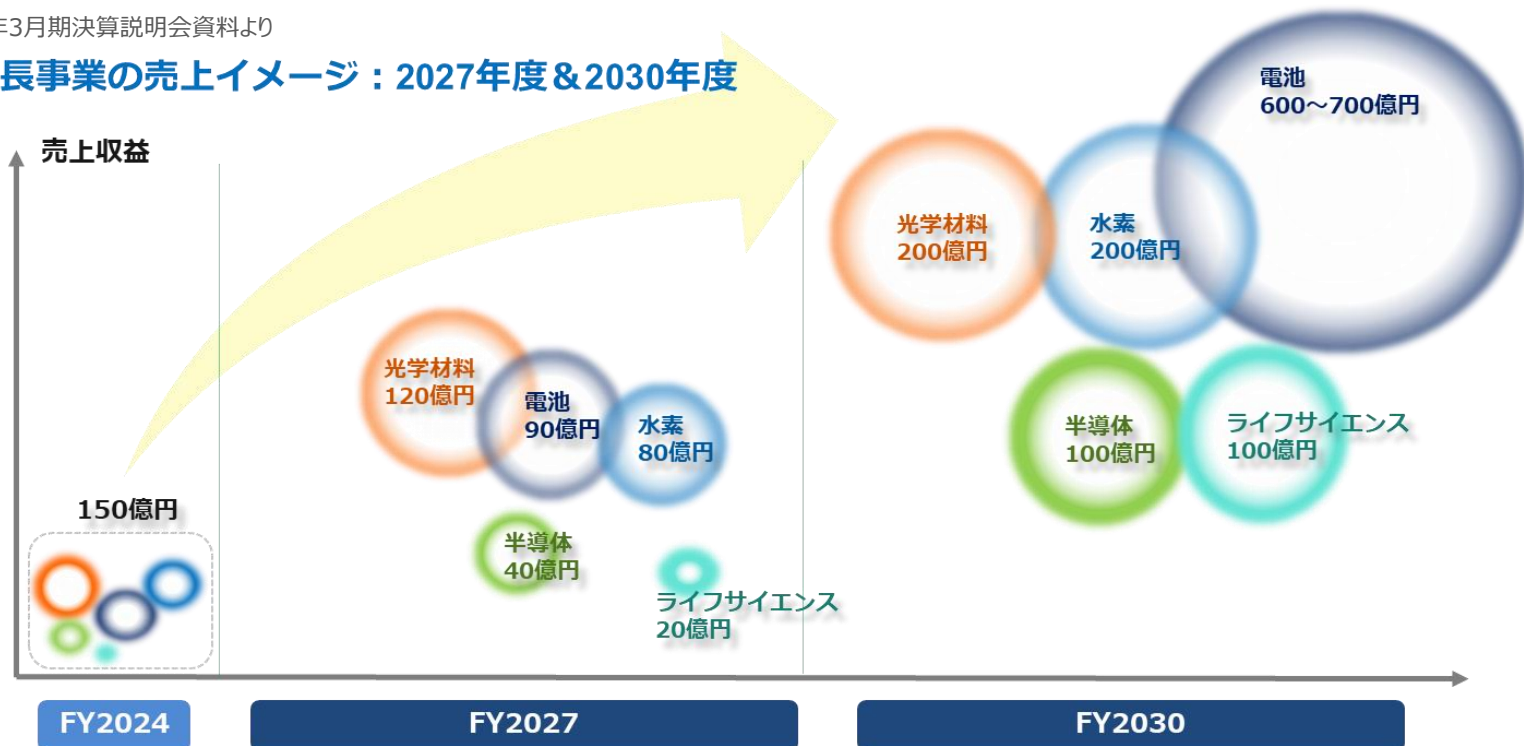 年3月期決算説明会資料より
長事業の売上イメージ：2027年度＆2030年度
売上収益
150億円
光学材料
120億円
電池
90億円
水素
80億円
半導体
40億円
ライフサイエンス
20億円
電池
600～700億円
光学材料
200億円
水素
200億円
半導体
100億円
ライフサイエンス
100億円
FY2024
FY2027
FY2030